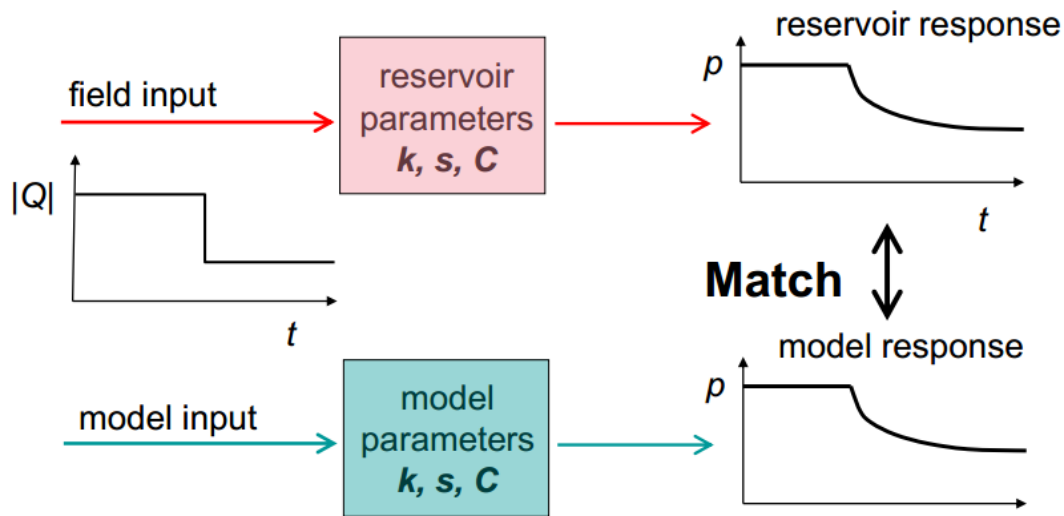 field input
|Q|
t
reservoir
parameters
k, s, C
reservoir response
p
t
Match
model input
model
parameters
k, s, C
model response
p